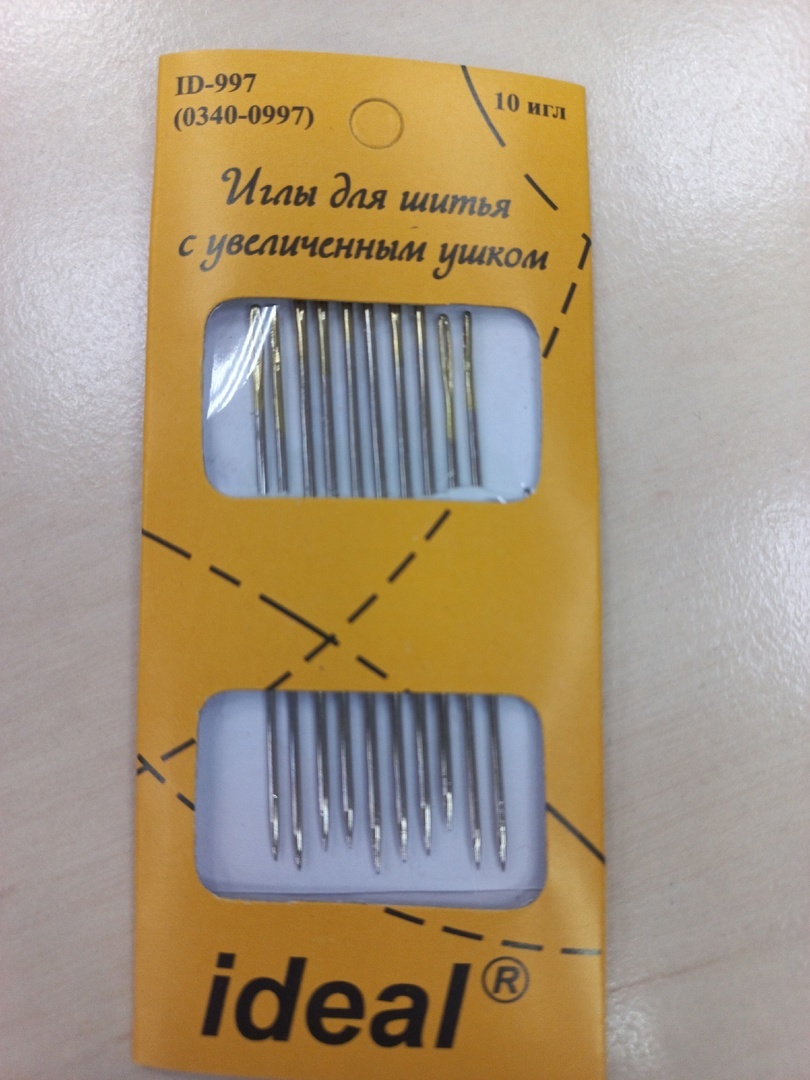 ID-997
(0340-0997)
10 игл
Иглы для шитья
с увеличенным ушком
ideal®